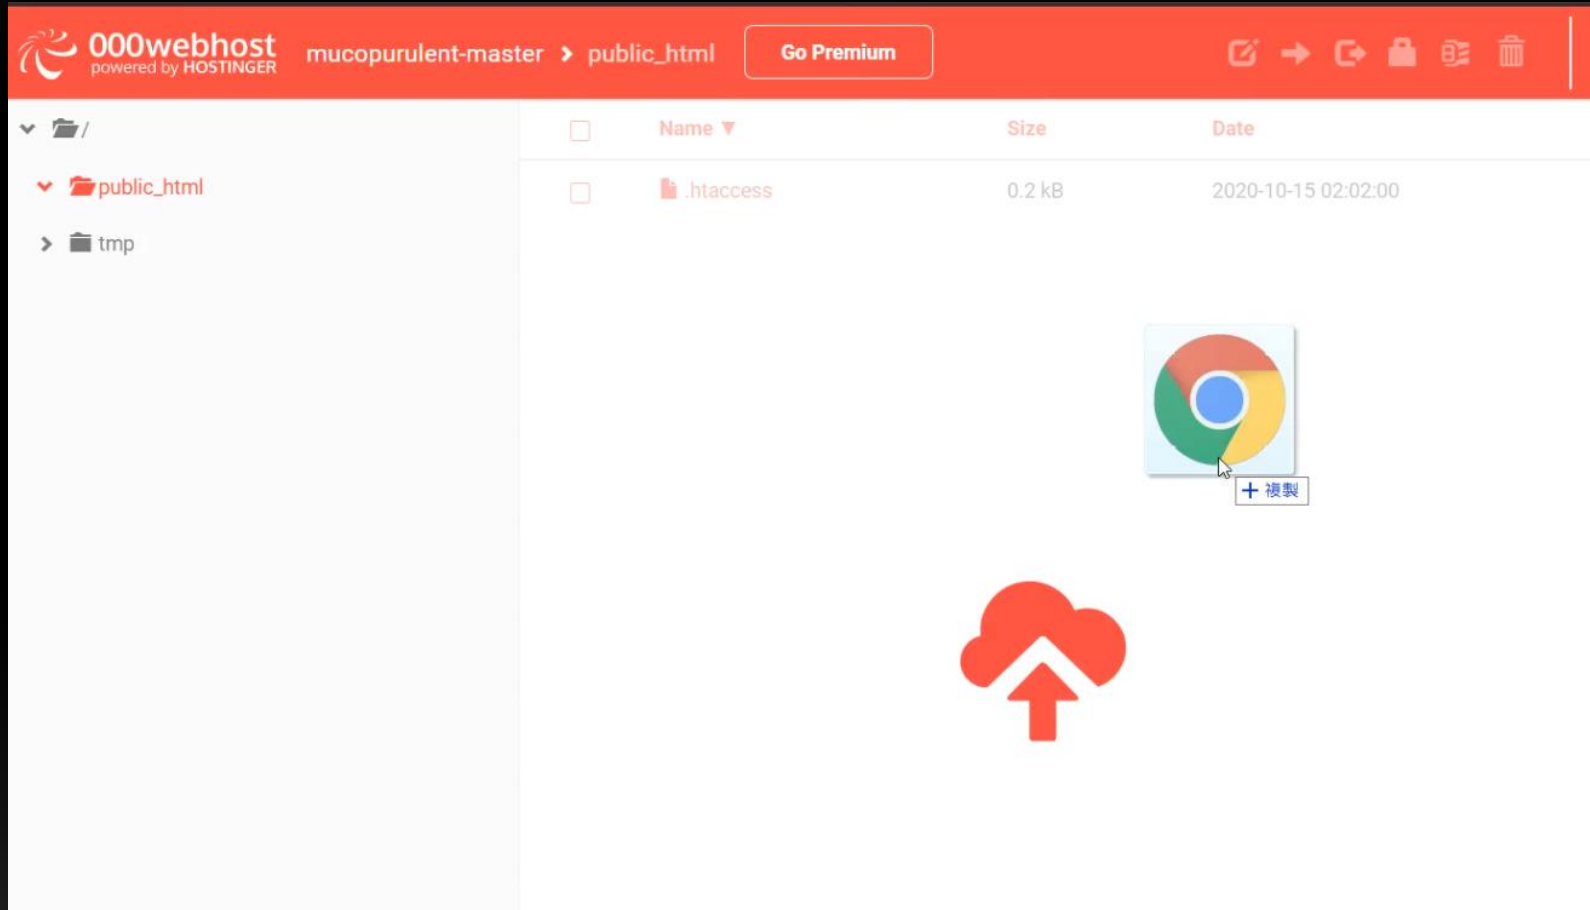 000webhost
powered by HOSTINGER
mucopurulent-master > public_html
Go Premium
/
public_html
tmp
Name ▼ Size Date
.htaccess 0.2 kB 2020-10-15 02:02:00
+ 複製